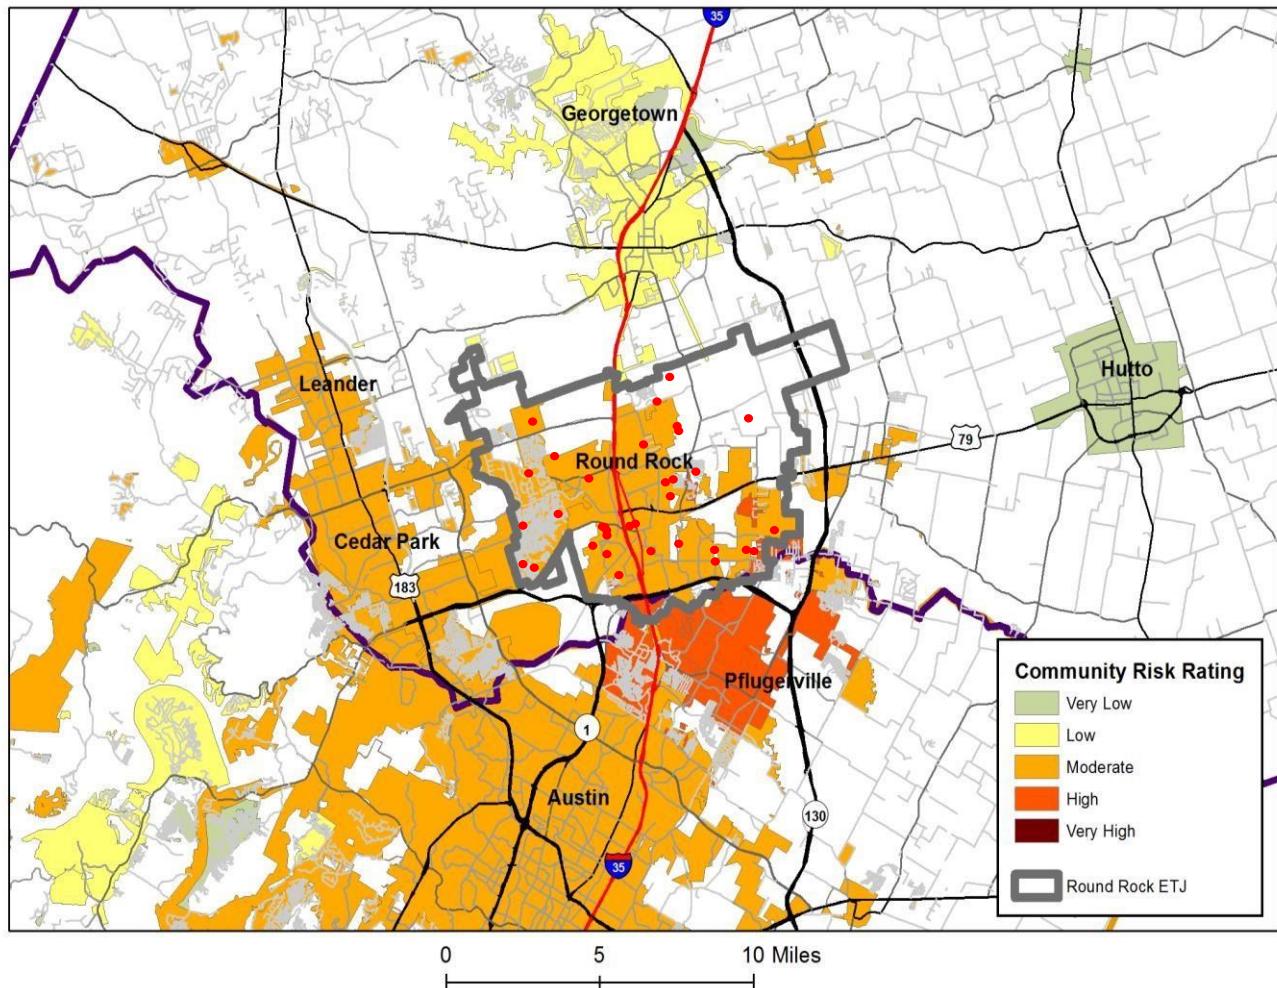 35
Georgetown
Leander
Hutto
79
Round Rock
Cedar Park
183
Pflugerville
1
Austin
130
35
Community Risk Rating
Very Low
Low
Moderate
High
Very High
Round Rock ETJ
0 5 10 Miles